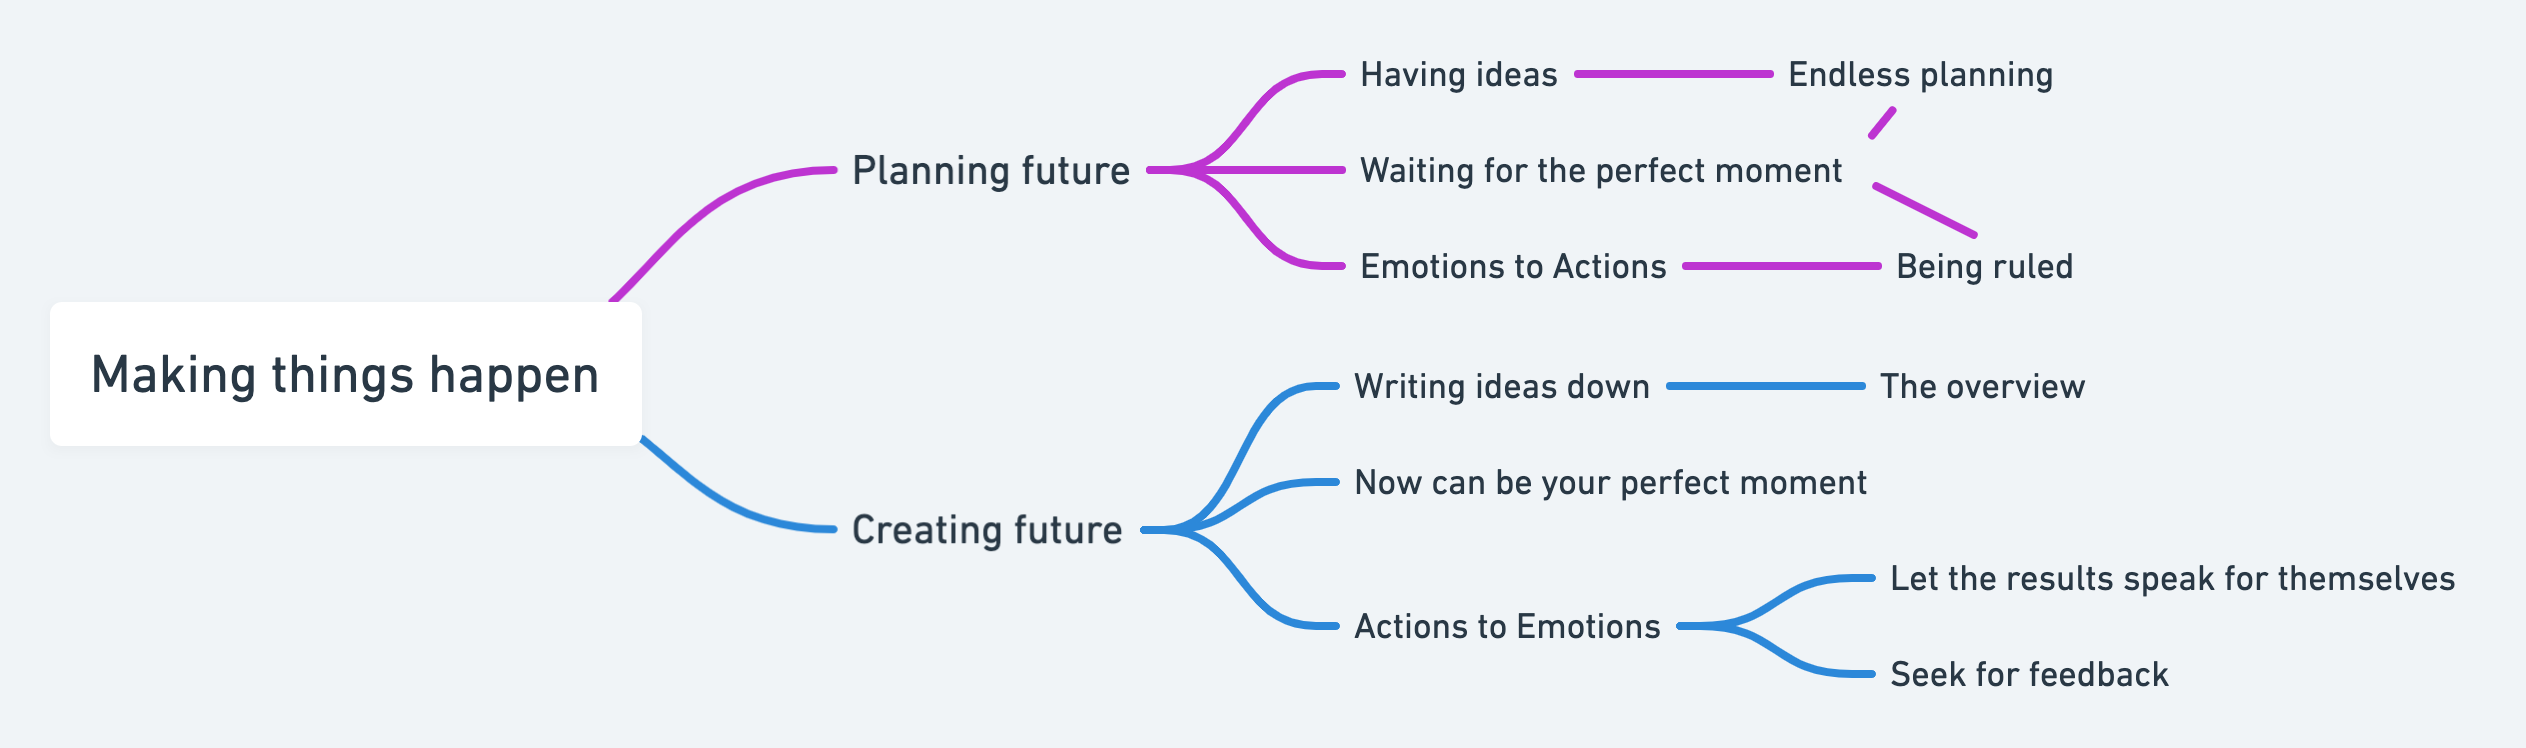 Making things happen
Planning future
Having ideas
Endless planning
Waiting for the perfect moment
Emotions to Actions
Being ruled
Creating future
Writing ideas down
The overview
Now can be your perfect moment
Actions to Emotions
Let the results speak for themselves
Seek for feedback